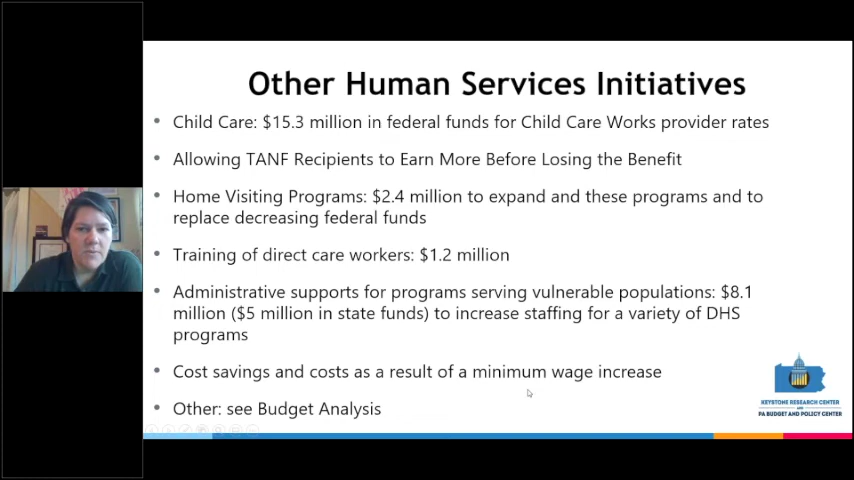 Other Human Services Initiatives
• Child Care: $15.3 million in federal funds for Child Care Works provider rates
• Allowing TANF Recipients to Earn More Before Losing the Benefit
• Home Visiting Programs: $2.4 million to expand and these programs and to
replace decreasing federal funds
• Training of direct care workers: $1.2 million
• Administrative supports for programs serving vulnerable populations: $8.1
million ($5 million in state funds) to increase staffing for a variety of DHS
programs
• Cost savings and costs as a result of a minimum wage increase
• Other: see Budget Analysis
KEYSTONE RESEARCH CENTER
AND
PA BUDGET AND POLICY CENTER